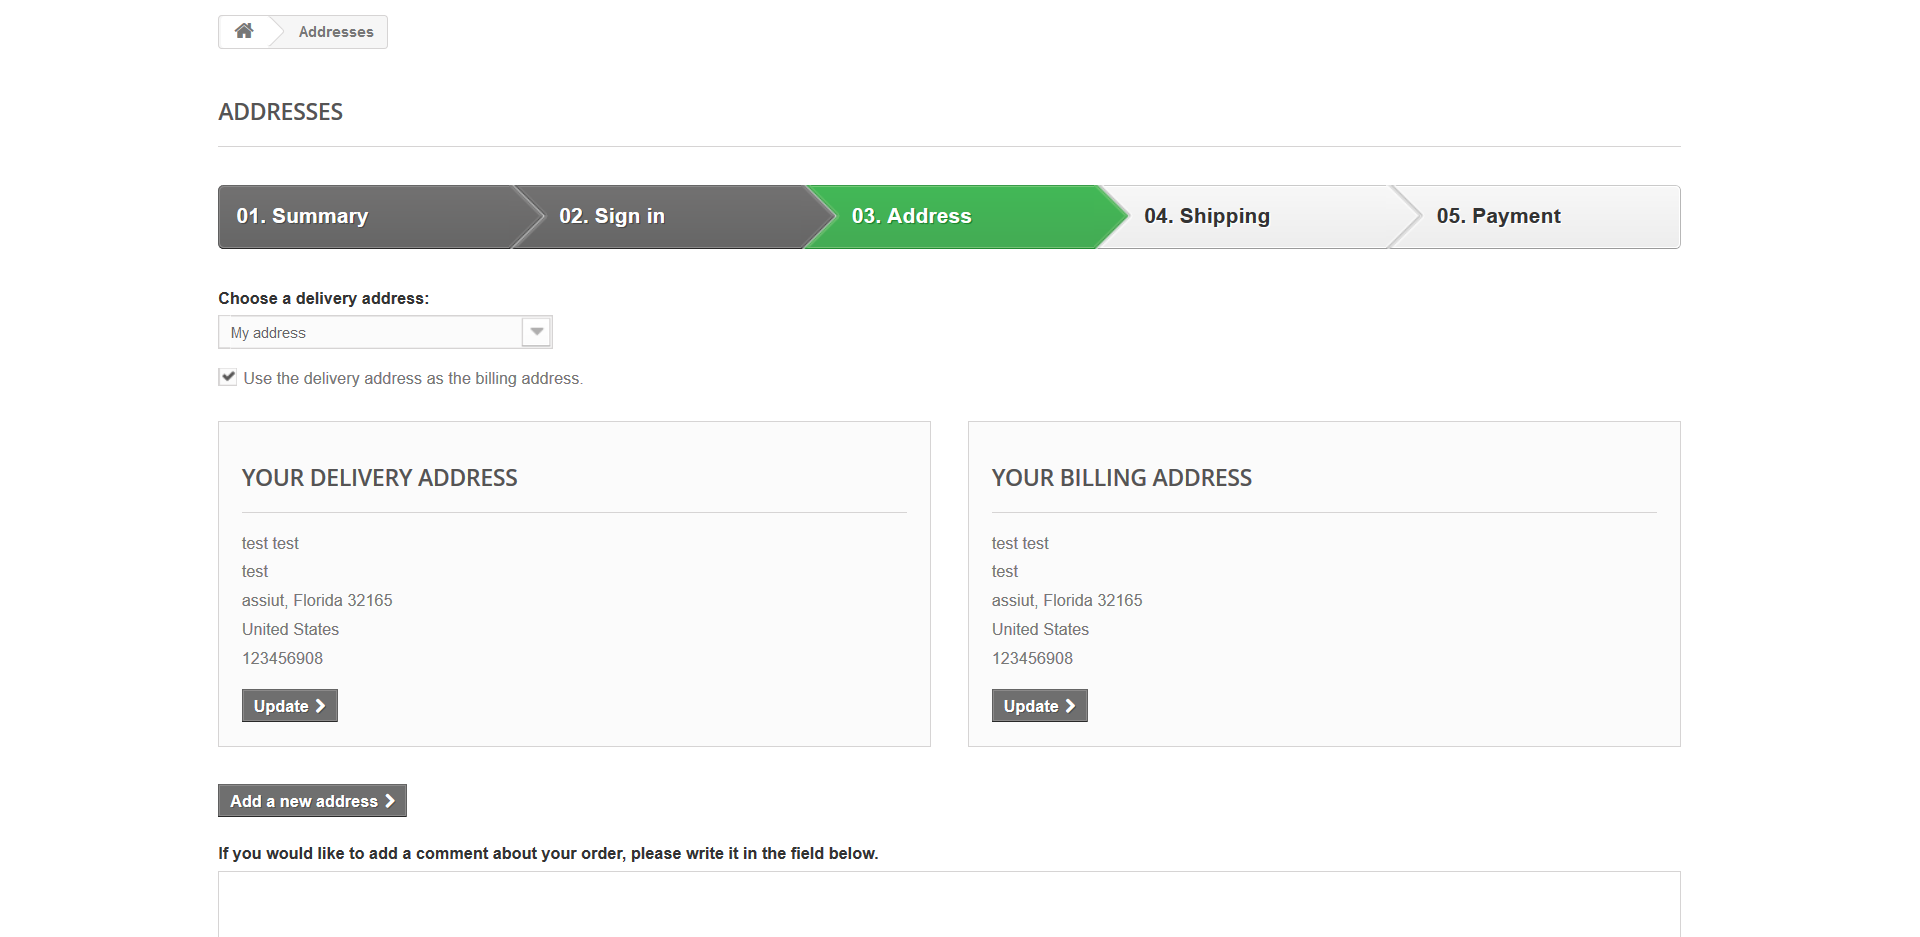 Addresses
ADDRESSES
01. Summary
02. Sign in
03. Address
04. Shipping
05. Payment
Choose a delivery address:
My address
Use the delivery address as the billing address.
YOUR DELIVERY ADDRESS
test test
test
assiut, Florida 32165
United States
123456908
Update
YOUR BILLING ADDRESS
test test
test
assiut, Florida 32165
United States
123456908
Update
Add a new address
If you would like to add a comment about your order, please write it in the field below.